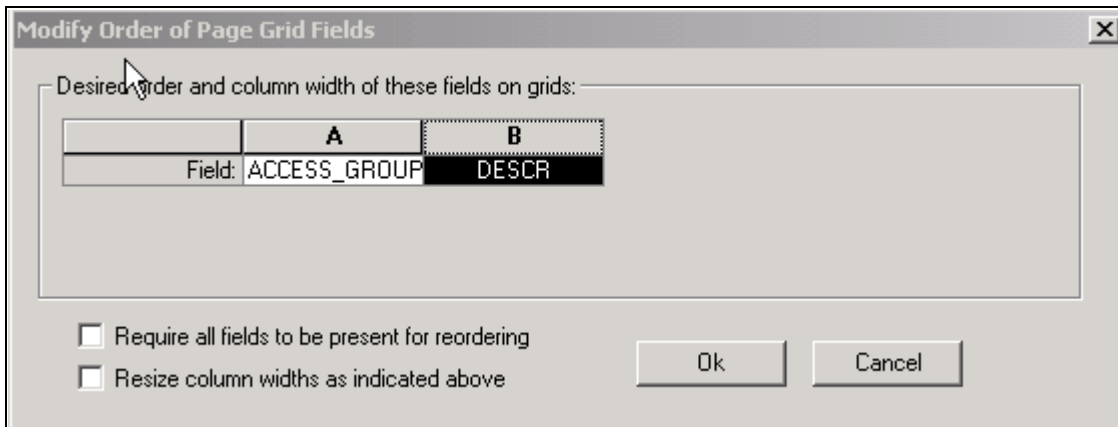 Modify Order of Page Grid Fields
Desired order and column width of these fields on grids:
A B
Field: ACCESS_GROUP DESCR
Require all fields to be present for reordering
Resize column widths as indicated above
Ok Cancel